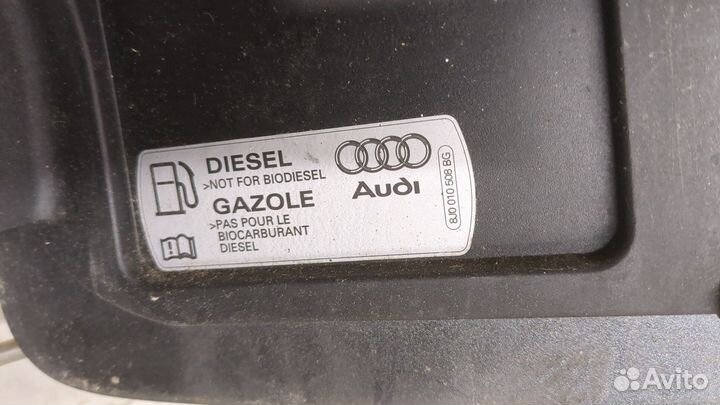 DIESEL
>NOT FOR BIODIESEL
GAZOLE
>PAS POUR LE
BIOCARBURANT
DIESEL
Audi
8J0 010 508 BG
Avito